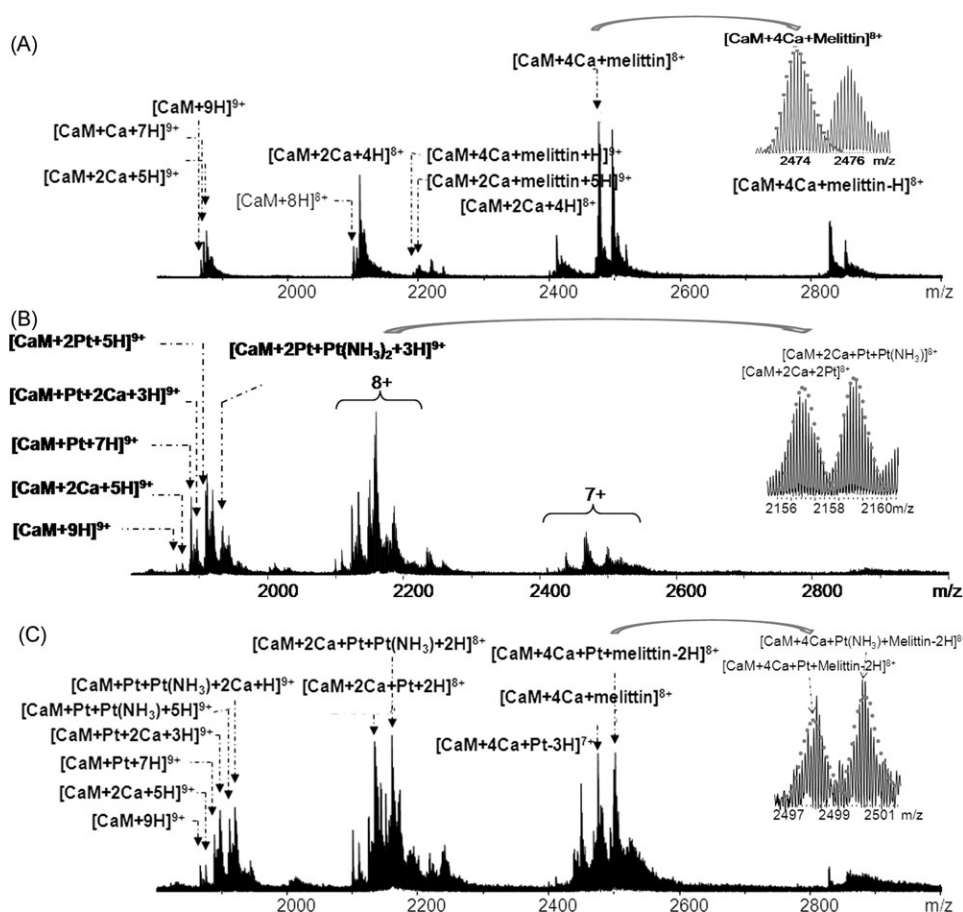 (A)
[CaM+4Ca+Melittin]⁸⁺
[CaM+4Ca+melittin]⁸⁺
[CaM+9H]⁹⁺
[CaM+Ca+7H]⁹⁺
[CaM+2Ca+5H]⁹⁺
[CaM+2Ca+4H]⁸⁺
[CaM+4Ca+melittin+H]⁹⁺
[CaM+2Ca+melittin+5H]⁹⁺
[CaM+8H]⁸⁺
[CaM+2Ca+4H]⁸⁺
2474 2476 m/z
[CaM+4Ca+melittin-H]⁸⁺
2000 2200 2400 2600 2800 m/z
(B)
[CaM+2Pt+5H]⁹⁺
[CaM+2Pt+Pt(NH₃)₂+3H]⁹⁺
[CaM+2Ca+Pt+Pt(NH₃)]⁸⁺
[CaM+2Ca+2Pt]⁸⁺
8+
[CaM+Pt+2Ca+3H]⁹⁺
[CaM+Pt+7H]⁹⁺
[CaM+2Ca+5H]⁹⁺
7+
2156 2158 2160m/z
[CaM+9H]⁹⁺
2000 2200 2400 2600 2800 m/z
(C)
[CaM+2Ca+Pt+Pt(NH₃)+2H]⁸⁺
[CaM+4Ca+Pt(NH₃)+Melittin-2H]⁸
[CaM+4Ca+Pt+melittin-2H]⁸⁺
[CaM+4Ca+Pt+Melittin-2H]⁸⁺
[CaM+Pt+Pt(NH₃)+2Ca+H]⁹⁺
[CaM+2Ca+Pt+2H]⁸⁺
[CaM+4Ca+melittin]⁸⁺
[CaM+Pt+Pt(NH₃)+5H]⁹⁺
[CaM+Pt+2Ca+3H]⁹⁺
[CaM+4Ca+Pt-3H]⁷⁺
[CaM+Pt+7H]⁹⁺
[CaM+2Ca+5H]⁹⁺
[CaM+9H]⁹⁺
2497 2499 2501 m/z
2000 2200 2400 2600 2800 m/z